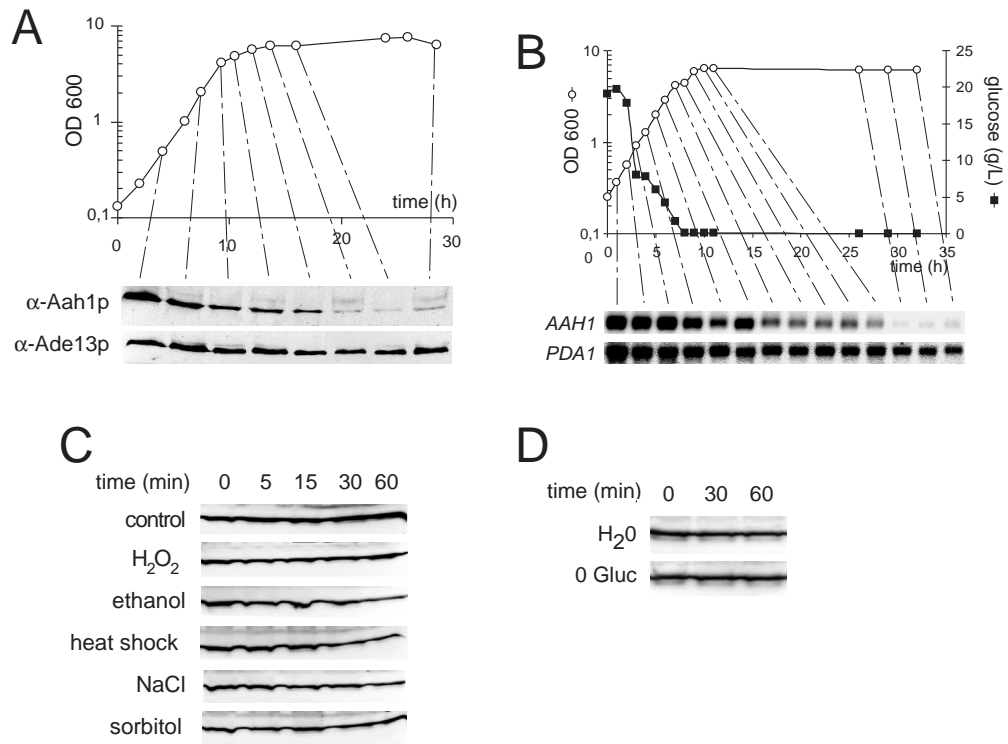 A
10
1
0,1
OD 600
time (h)
0
10
20
30
α-Aah1p
α-Ade13p
B
10
1
0,1
OD 600
25
20
15
10
5
0
glucose (g/L)
0
5
10
15
20
25
30
35
time (h)
AAH1
PDA1
C
time (min) 0 5 15 30 60
control
H₂O₂
ethanol
heat shock
NaCl
sorbitol
D
time (min) 0 30 60
H₂0
0 Gluc